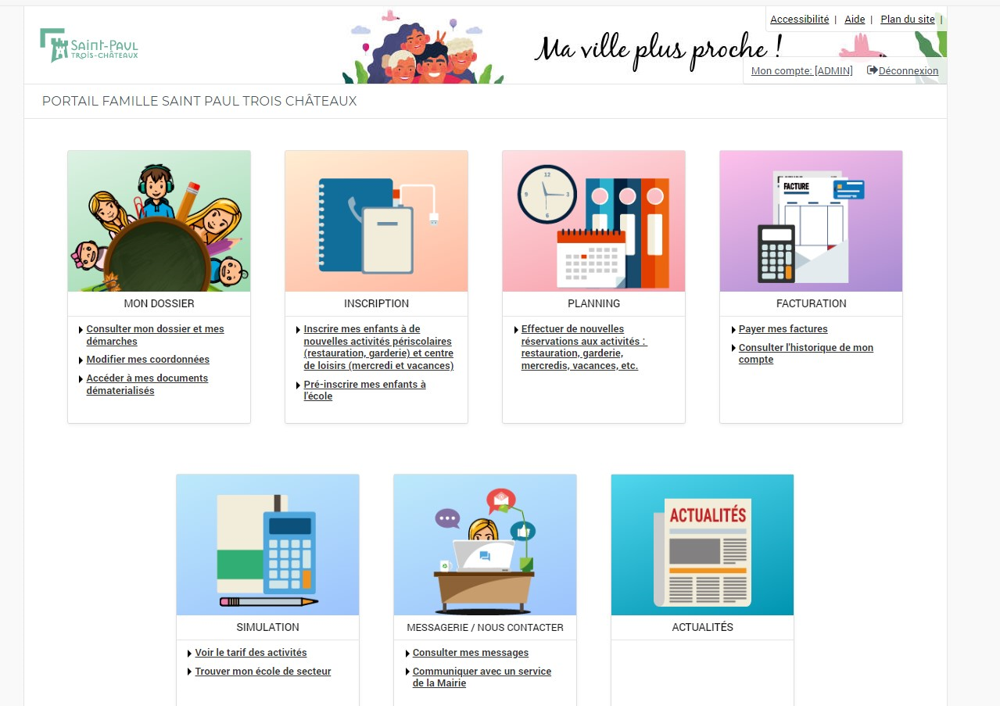 Accessibilité | Aide | Plan du site |
Saint-Paul
TROIS-CHÂTEAUX
Ma ville plus proche !
Mon compte: [ADMIN] Déconnexion
PORTAIL FAMILLE SAINT PAUL TROIS CHÂTEAUX
12
3
6
9
FACTURE
FACTURE
MON DOSSIER
Consulter mon dossier et mes
démarches
Modifier mes coordonnées
Accéder à mes documents
dématerialisés
INSCRIPTION
Inscrire mes enfants à de
nouvelles activités périscolaires
(restauration, garderie) et centre
de loisirs (mercredi et vacances)
Pré-inscrire mes enfants à
l'école
PLANNING
Effectuer de nouvelles
réservations aux activités :
restauration, garderie,
mercredis, vacances, etc.
FACTURATION
Payer mes factures
Consulter l'historique de mon
compte
ACTUALITÉS
SIMULATION
Voir le tarif des activités
Trouver mon école de secteur
MESSAGERIE / NOUS CONTACTER
Consulter mes messages
Communiquer avec un service
de la Mairie
ACTUALITÉS